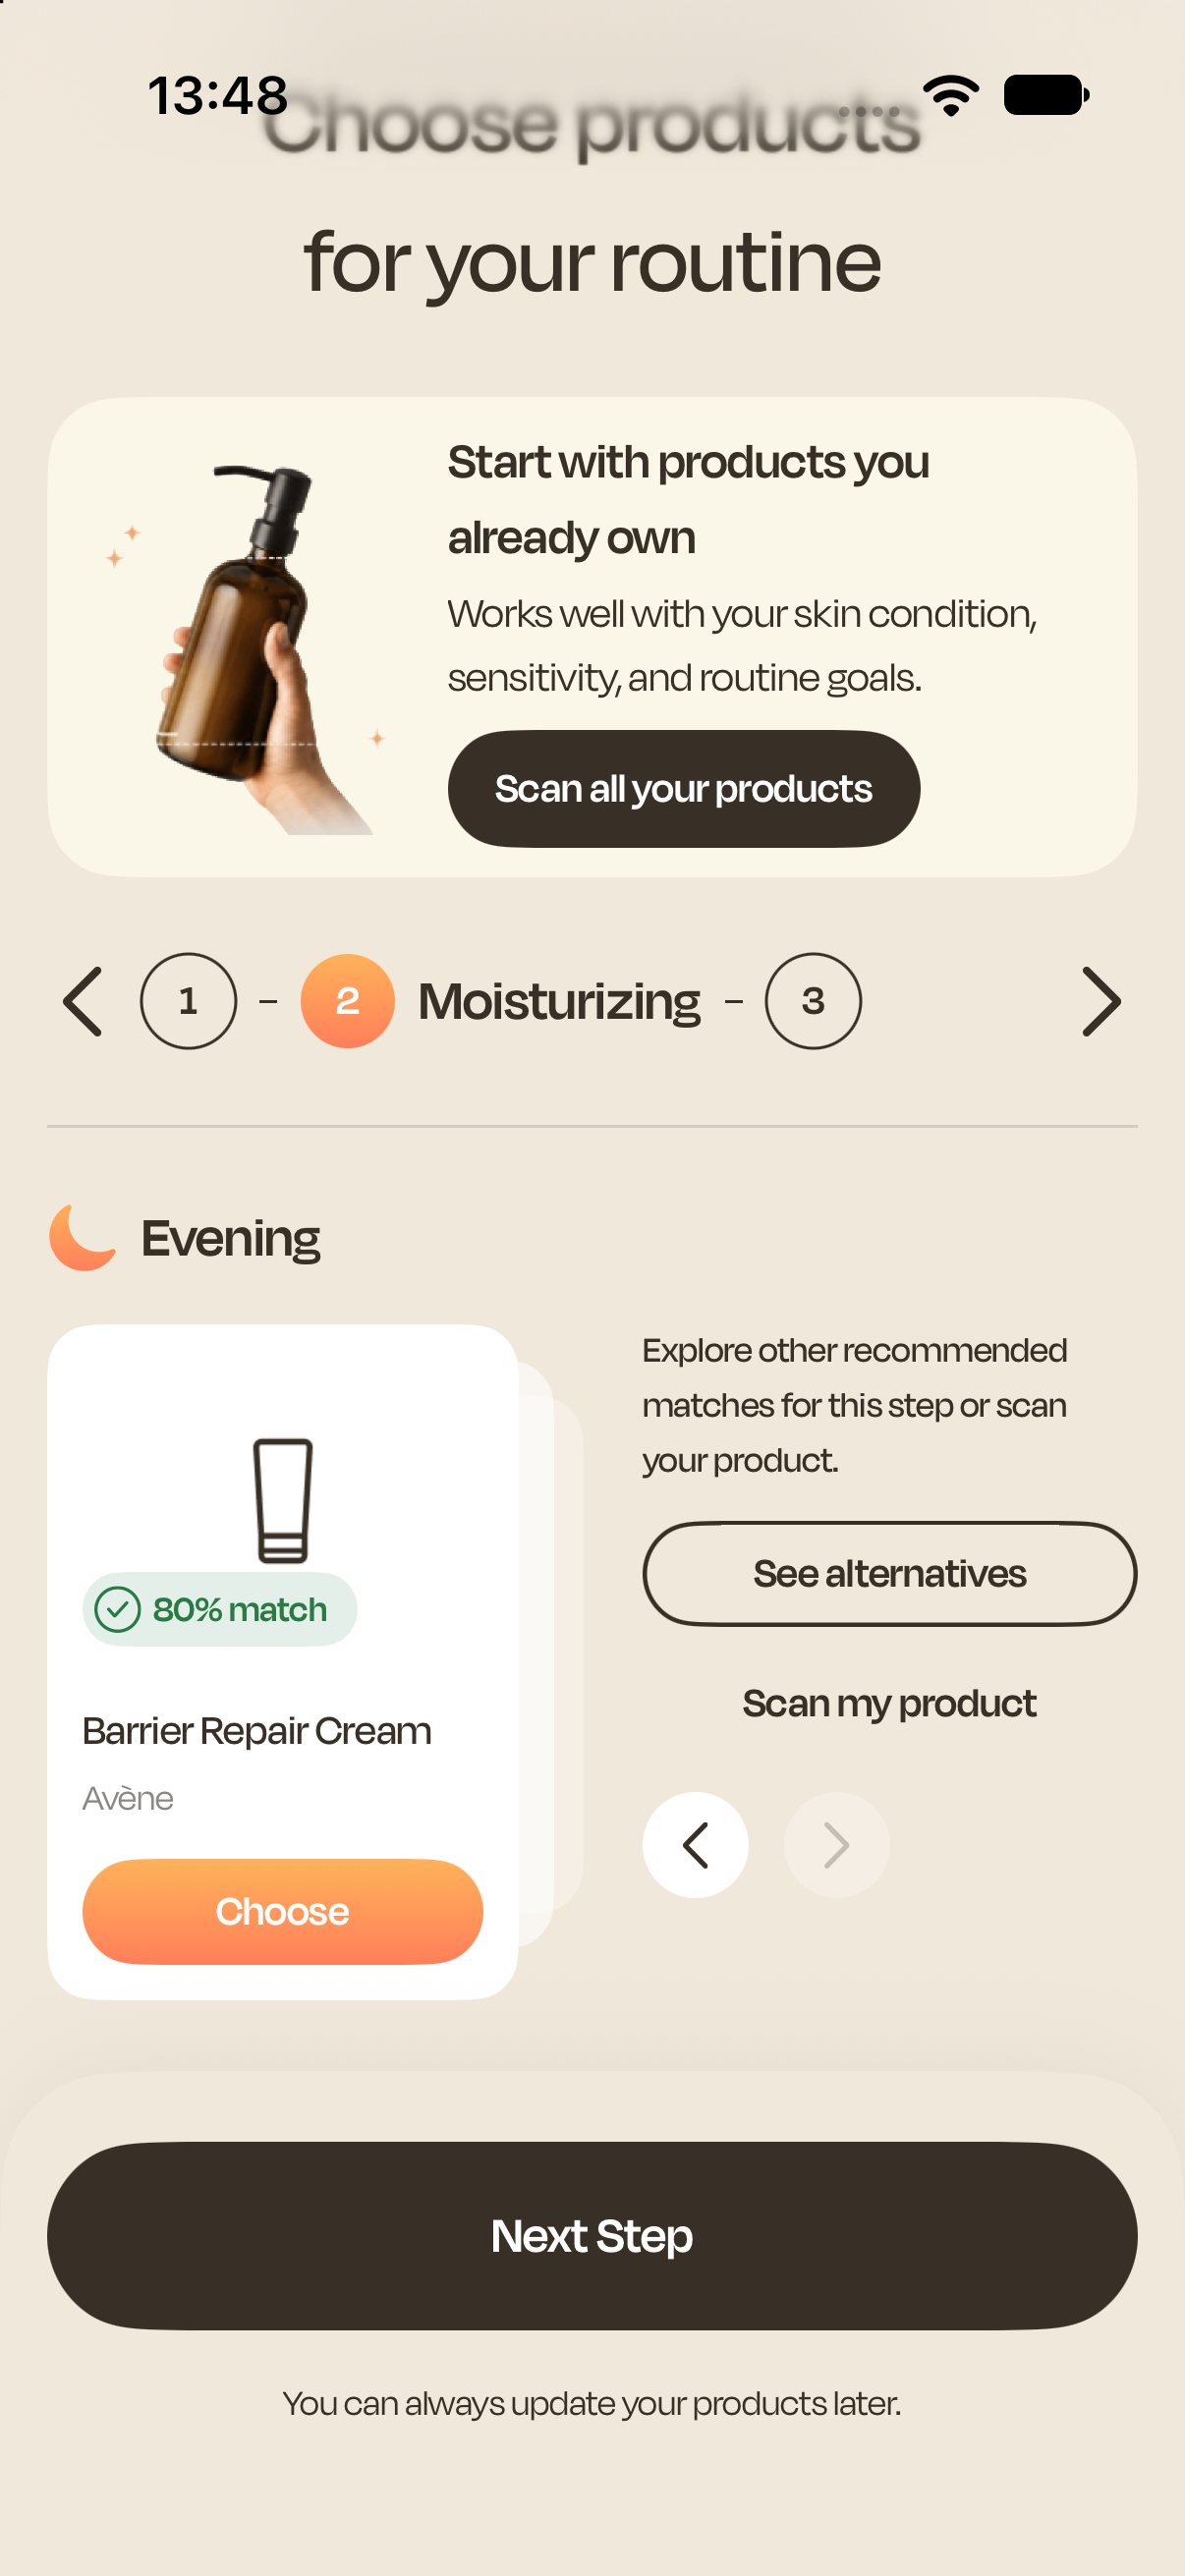 13:48
Choose products
for your routine
Start with products you
already own
Works well with your skin condition,
sensitivity, and routine goals.
Scan all your products
1 – 2 Moisturizing – 3
Evening
80% match
Barrier Repair Cream
Avène
Choose
Explore other recommended
matches for this step or scan
your product.
See alternatives
Scan my product
Next Step
You can always update your products later.